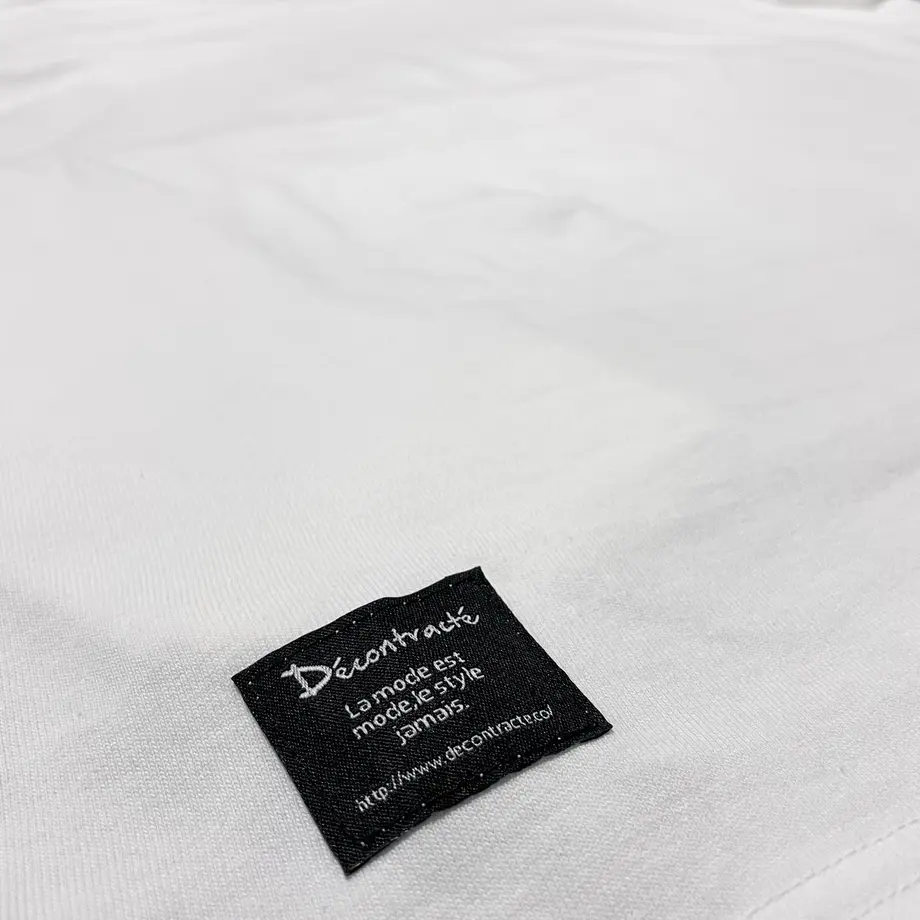 Décontracté
La mode est
mode,le style
jamais.
http://www.decontracte.co/